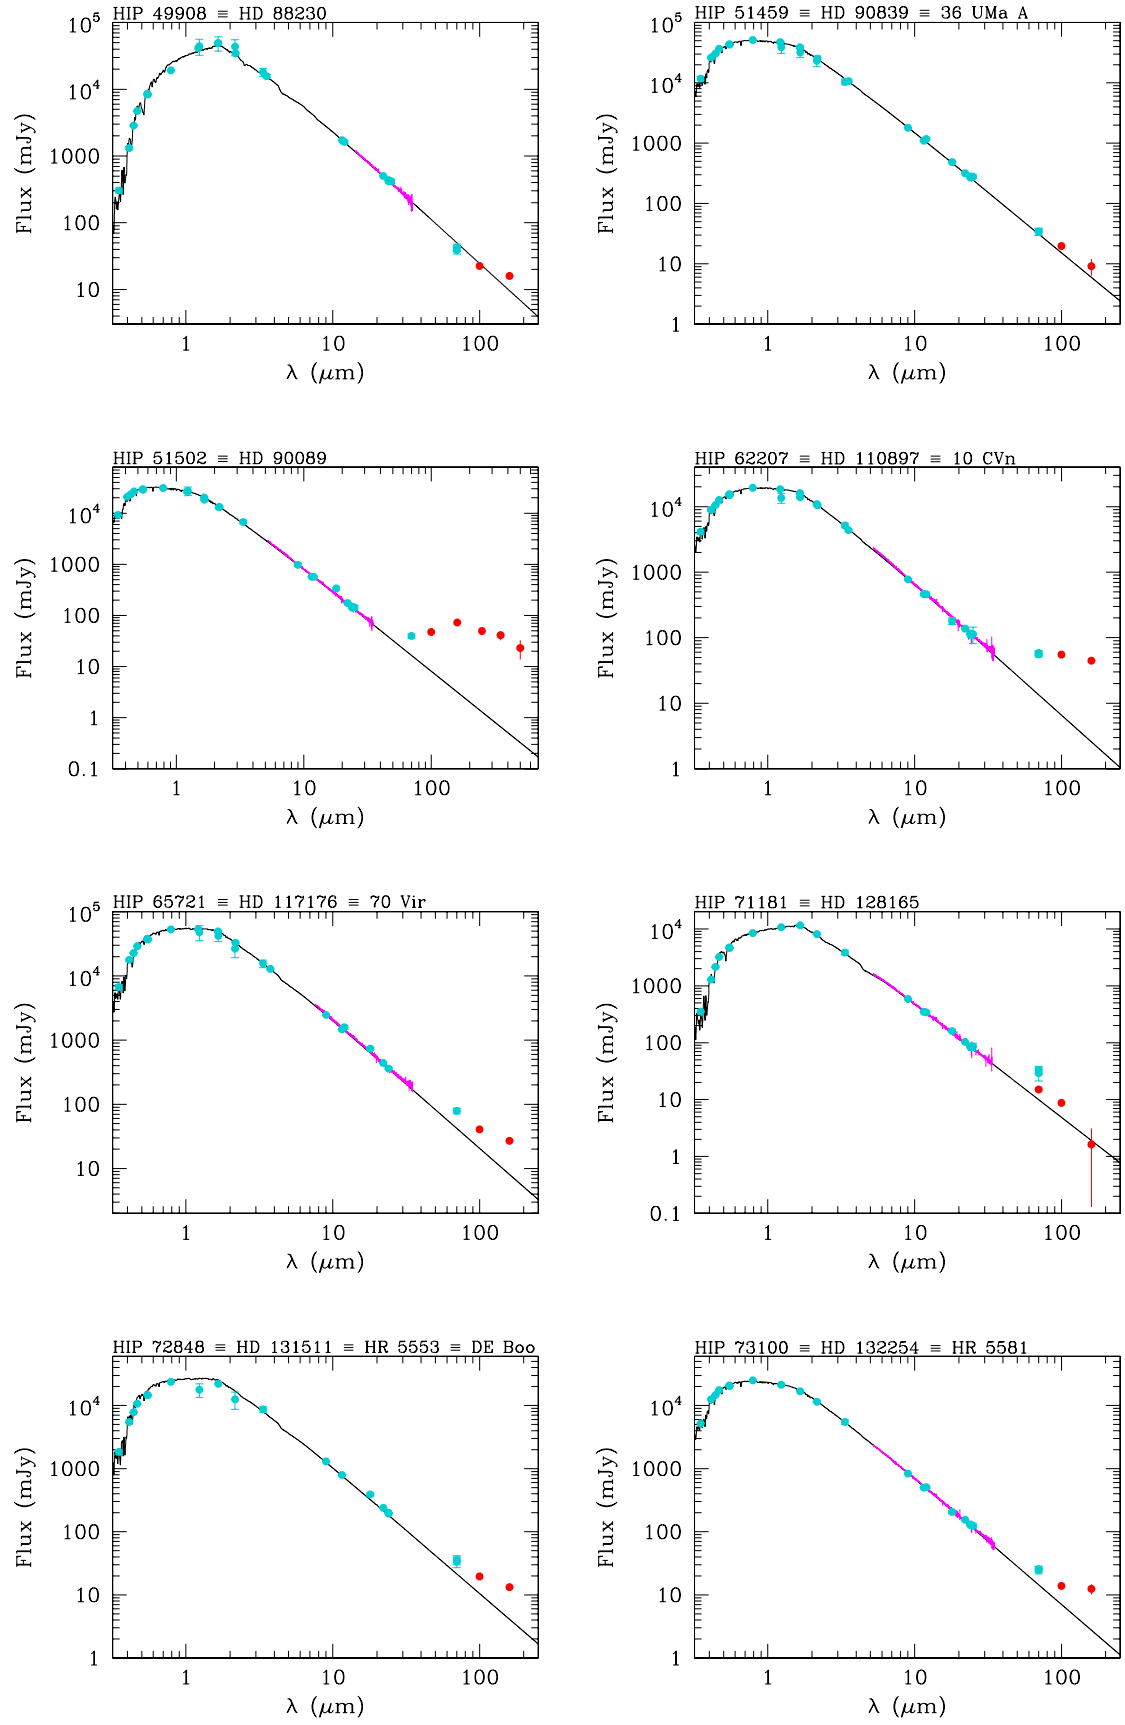 HIP 49908 ≡ HD 88230
10^5
10^4
1000
100
10
Flux (mJy)
1 10 100
λ (μm)
HIP 51459 ≡ HD 90839 ≡ 36 UMa A
10^5
10^4
1000
100
10
1
Flux (mJy)
1 10 100
λ (μm)
HIP 51502 ≡ HD 90089
10^4
1000
100
10
1
0.1
Flux (mJy)
1 10 100
λ (μm)
HIP 62207 ≡ HD 110897 ≡ 10 CVn
10^4
1000
100
10
1
Flux (mJy)
1 10 100
λ (μm)
HIP 65721 ≡ HD 117176 ≡ 70 Vir
10^5
10^4
1000
100
10
Flux (mJy)
1 10 100
λ (μm)
HIP 71181 ≡ HD 128165
10^4
1000
100
10
1
0.1
Flux (mJy)
1 10 100
λ (μm)
HIP 72848 ≡ HD 131511 ≡ HR 5553 ≡ DE Boo
10^4
1000
100
10
1
Flux (mJy)
1 10 100
λ (μm)
HIP 73100 ≡ HD 132254 ≡ HR 5581
10^4
1000
100
10
1
Flux (mJy)
1 10 100
λ (μm)